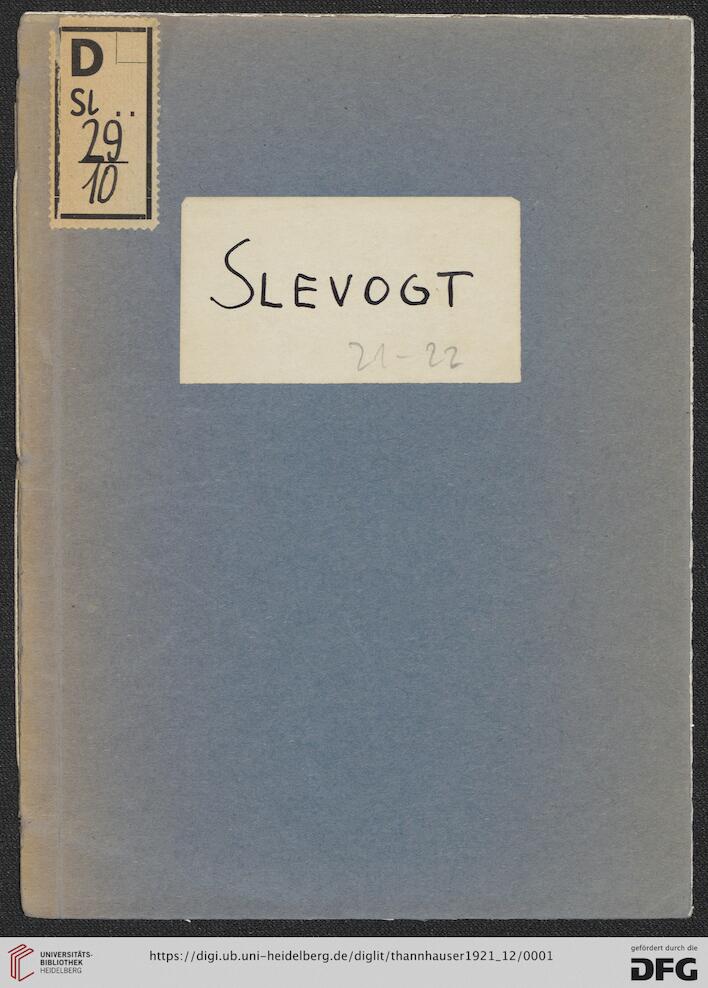 D
Sl ..
29
10
SLEVOGT
21-22
UNIVERSITÄTS-
BIBLIOTHEK
HEIDELBERG
https://digi.ub.uni-heidelberg.de/diglit/thannhauser1921_12/0001
gefördert durch die
DFG